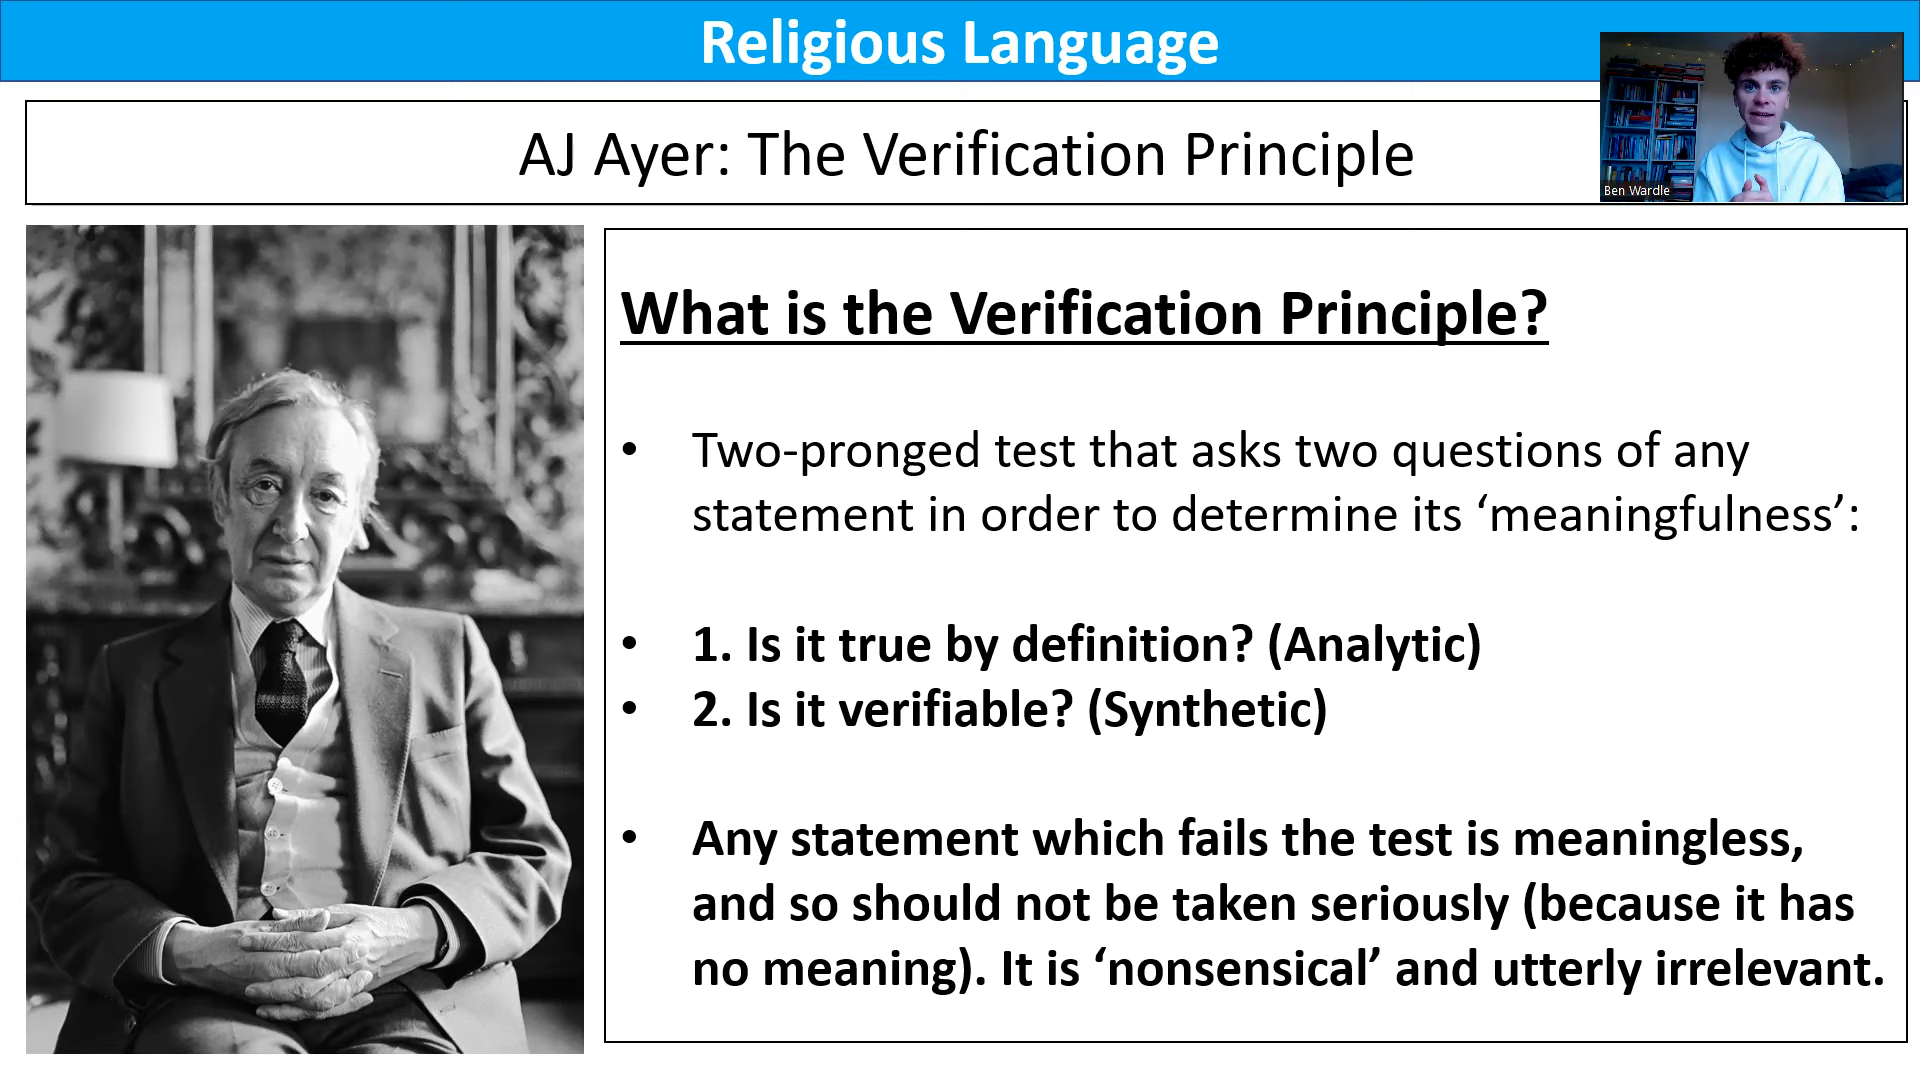 Religious Language
AJ Ayer: The Verification Principle
Ben Wardle
What is the Verification Principle?
• Two-pronged test that asks two questions of any
statement in order to determine its ‘meaningfulness’:
• 1. Is it true by definition? (Analytic)
• 2. Is it verifiable? (Synthetic)
• Any statement which fails the test is meaningless,
and so should not be taken seriously (because it has
no meaning). It is ‘nonsensical’ and utterly irrelevant.